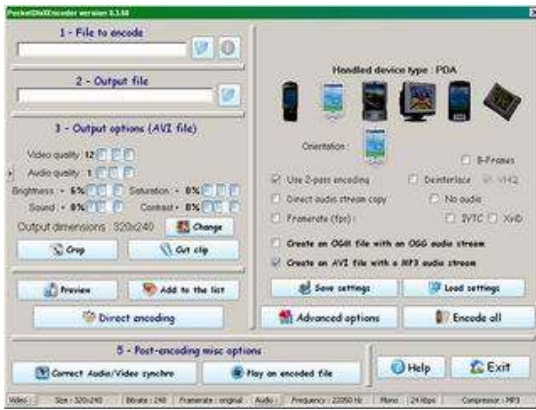 PocketDivXEncoder version 0.3.60
1 - File to encode
2 - Output file
3 - Output options (AVI file)
Video quality: 12
Audio quality: 1
Brightness + 6% Saturation + 8%
Sound + 8% Contrast + 8%
Output dimensions : 320x240 Change
Crop Cut clip
Preview Add to the list
Direct encoding
Handled device type : PDA
Orientation :
B-Frames
Use 2-pass encoding Deinterlace
Direct audio stream copy No audio
Framerate (fps) : IVTC XviD
Create an OGM file with an OGG audio stream
Create an AVI file with a MP3 audio stream
Save settings Load settings
Advanced options Encode all
5 - Post-encoding misc options
Correct Audio/Video synchro Play an encoded file
Help Exit
Video : Size : 320x240 Bitrate : 240 Framerate : original Audio : Frequency : 22050 Hz Mono 24 Kbps Compressor : MP3